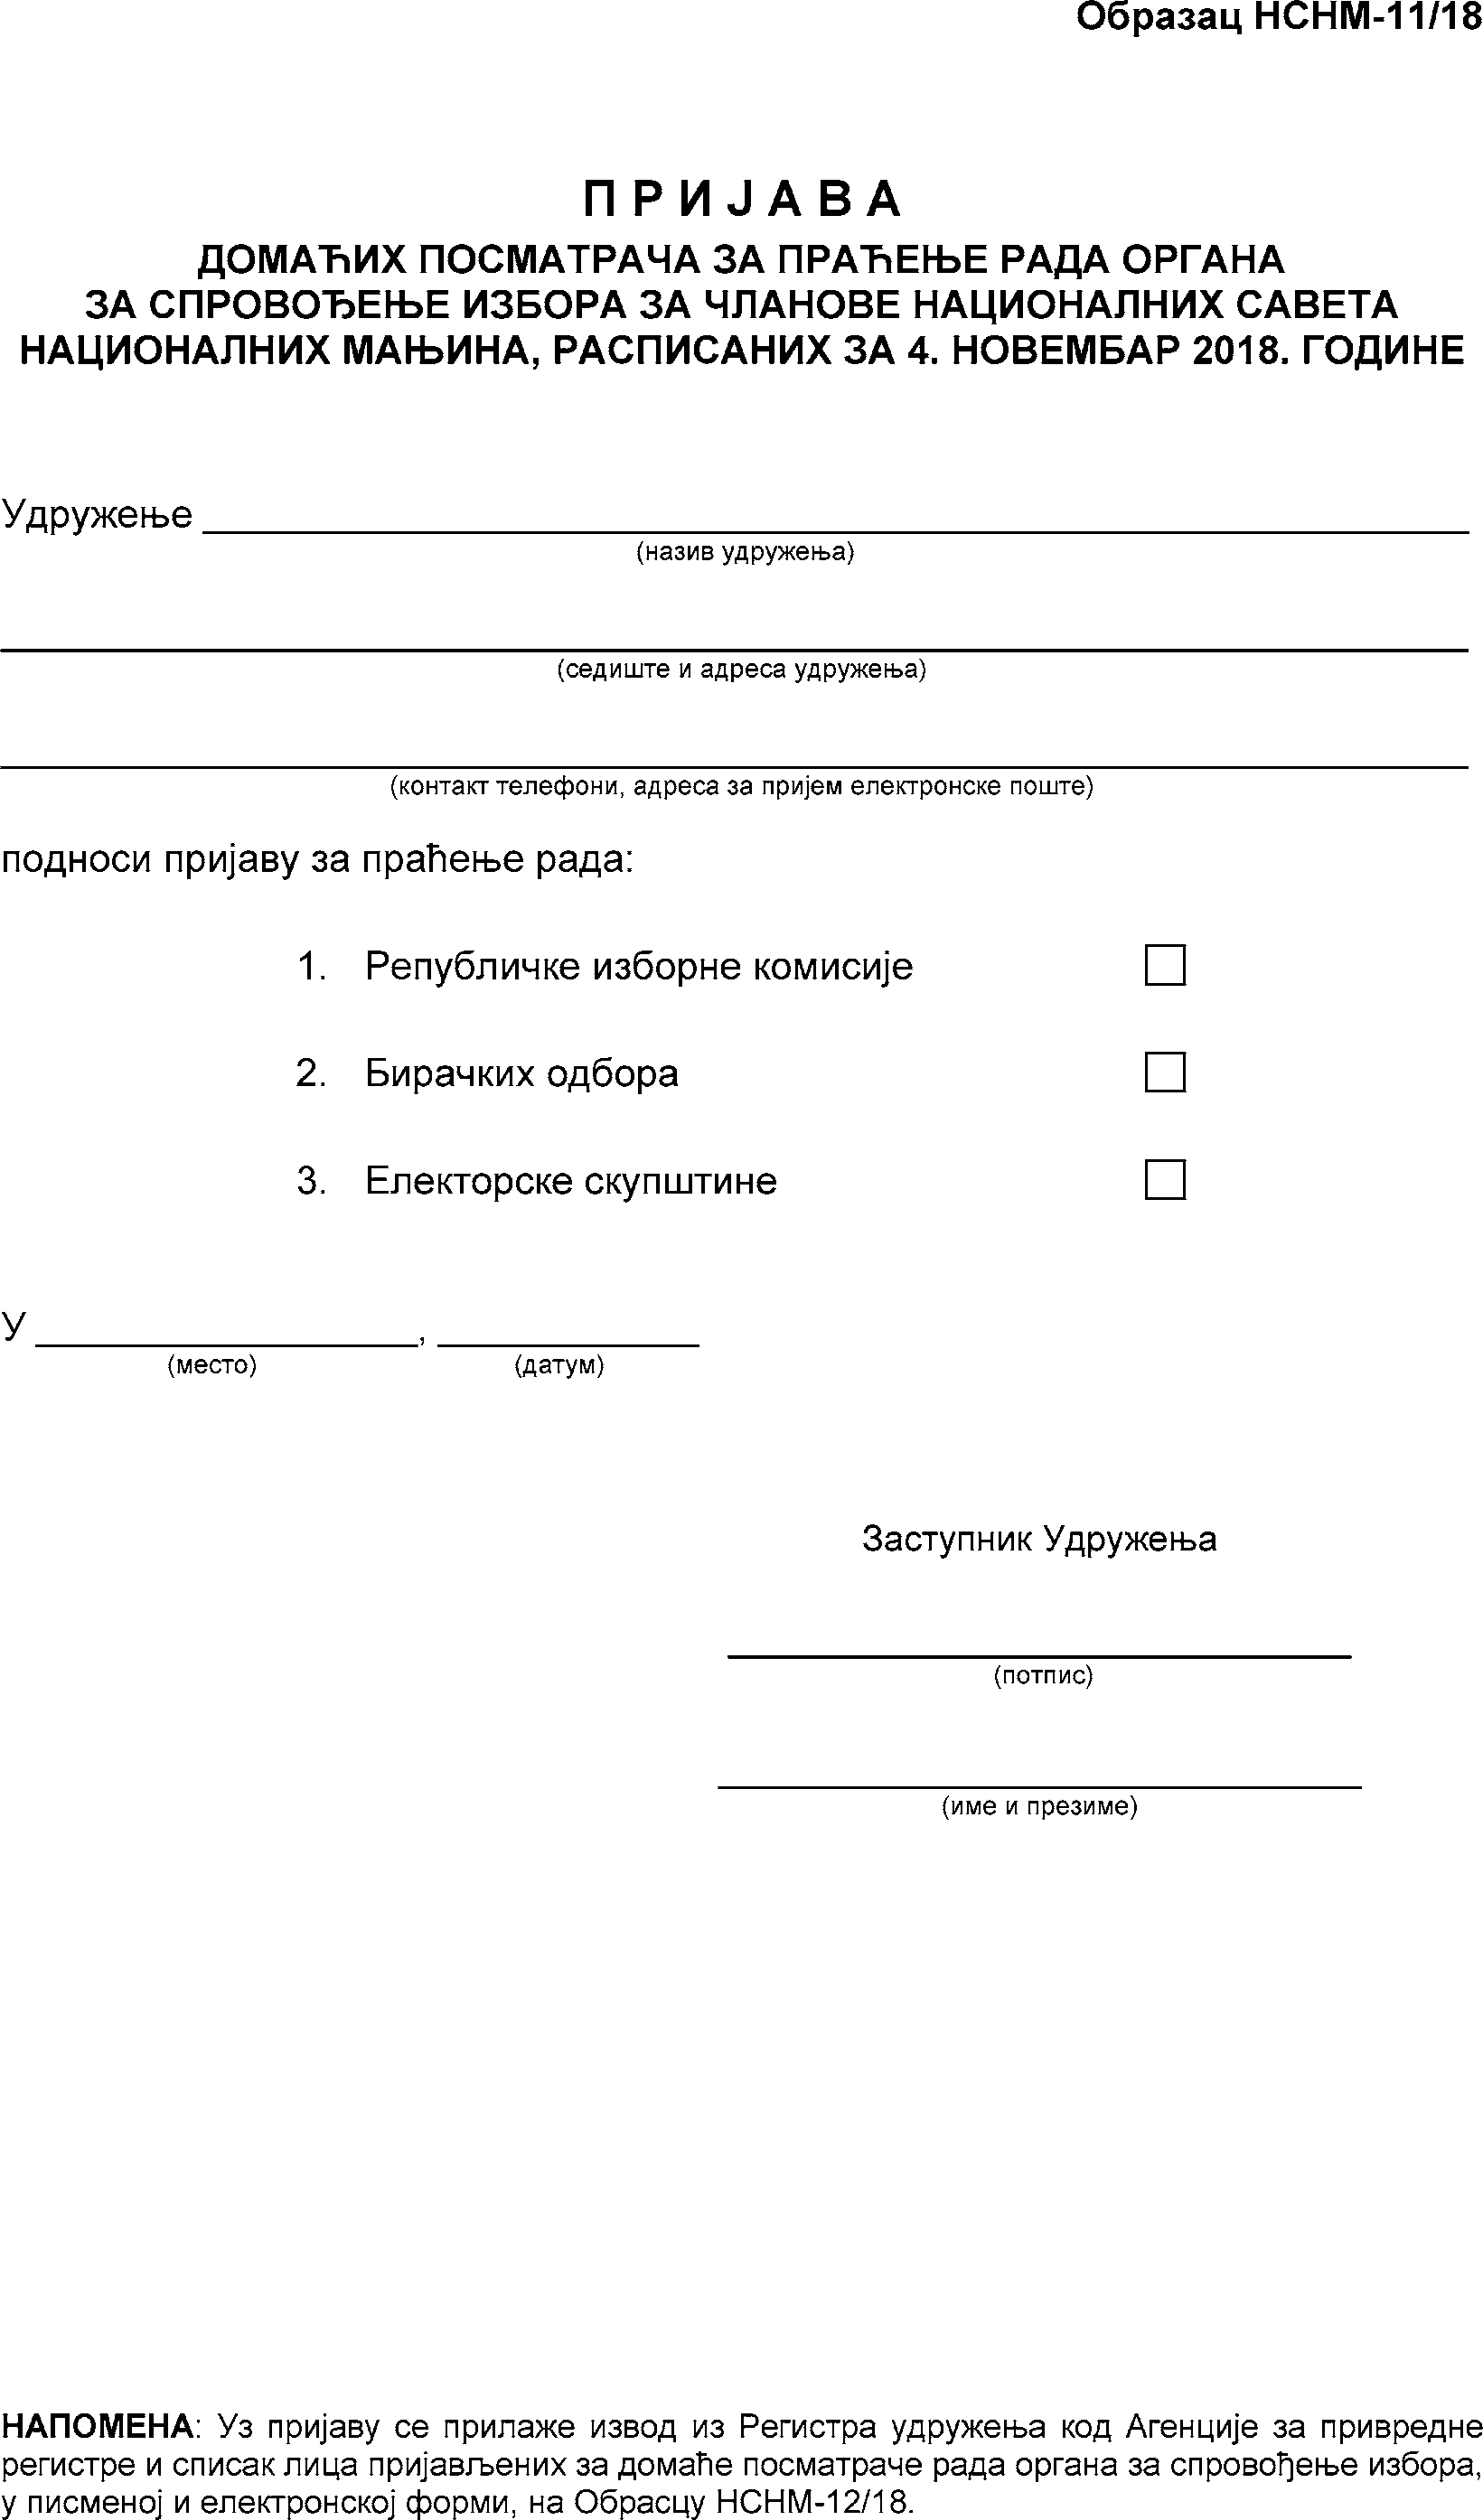 Образац НСНМ-11/18
П Р И Ј А В А
ДОМАЋИХ ПОСМАТРАЧА ЗА ПРАЋЕЊЕ РАДА ОРГАНА
ЗА СПРОВОЂЕЊЕ ИЗБОРА ЗА ЧЛАНОВЕ НАЦИОНАЛНИХ САВЕТА
НАЦИОНАЛНИХ МАЊИНА, РАСПИСАНИХ ЗА 4. НОВЕМБАР 2018. ГОДИНЕ
Удружење
(назив удружења)
(седиште и адреса удружења)
(контакт телефони, адреса за пријем електронске поште)
подноси пријаву за праћење рада:
1. Републичке изборне комисије
2. Бирачких одбора
3. Електорске скупштине
У ,
(место) (датум)
Заступник Удружења
(потпис)
(име и презиме)
НАПОМЕНА: Уз пријаву се прилаже извод из Регистра удружења код Агенције за привредне
регистре и списак лица пријављених за домаће посматраче рада органа за спровођење избора,
у писменој и електронској форми, на Обрасцу НСНМ-12/18.